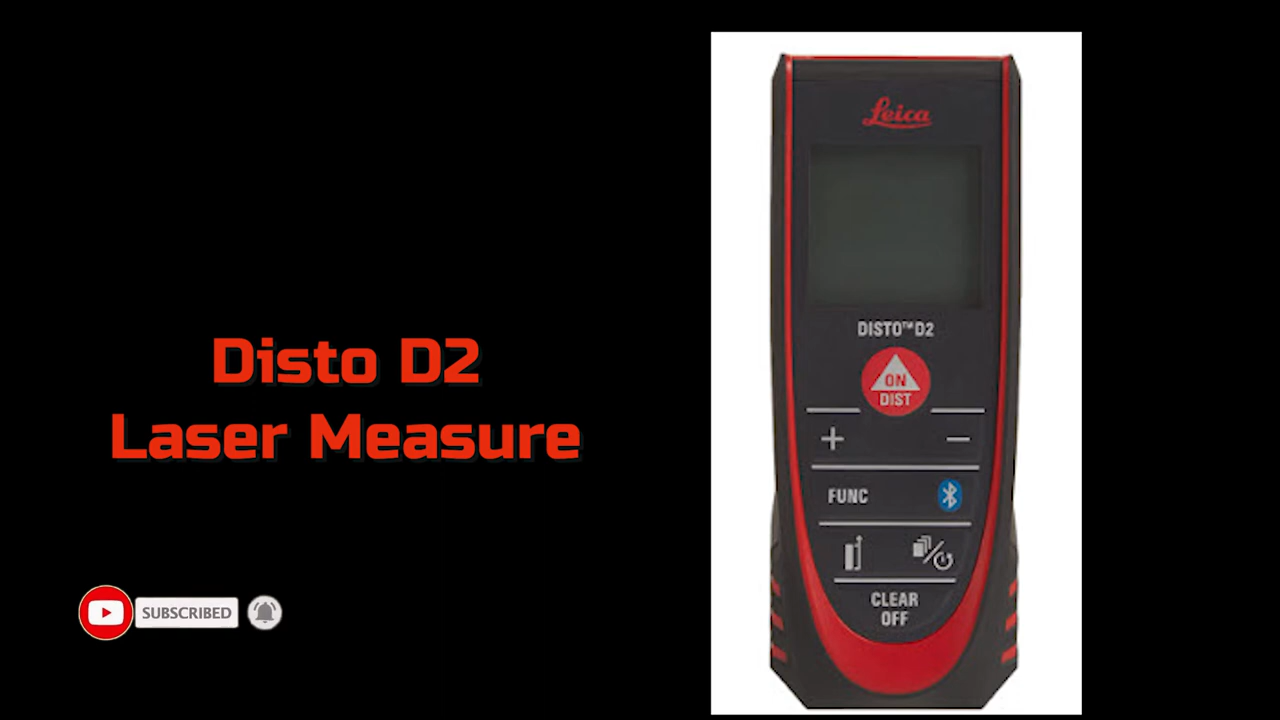 Disto D2
Laser Measure
SUBSCRIBED
Leica
DISTO™D2
ON
DIST
+ −
FUNC
CLEAR
OFF